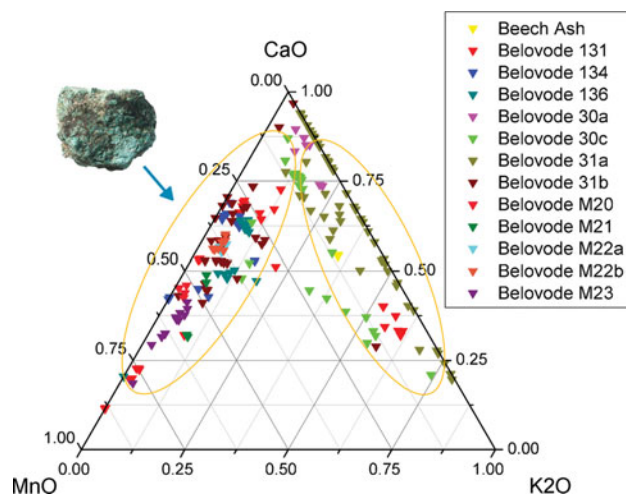 CaO
0.00
1.00
0.25
0.75
0.50
0.50
0.75
0.25
1.00
0.00
0.00
0.25
0.50
0.75
1.00
MnO
K2O
Beech Ash
Belovode 131
Belovode 134
Belovode 136
Belovode 30a
Belovode 30c
Belovode 31a
Belovode 31b
Belovode M20
Belovode M21
Belovode M22a
Belovode M22b
Belovode M23